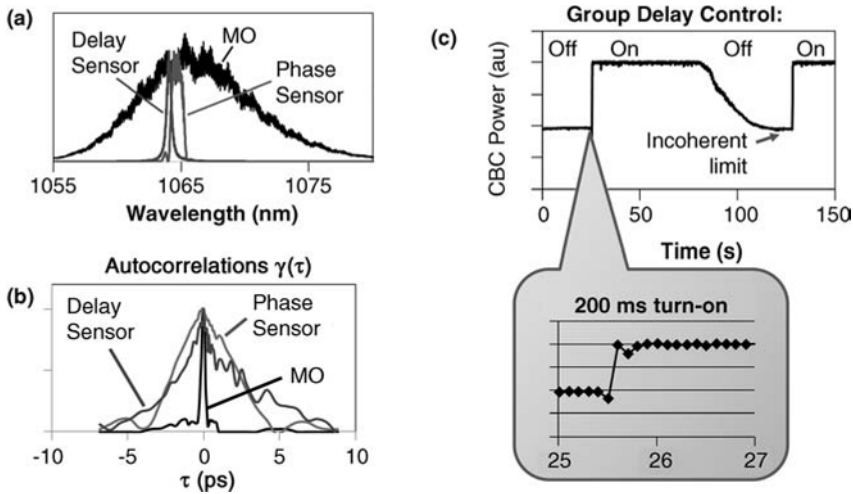 (a)
Delay
Sensor
MO
Phase
Sensor
1055 1065 1075
Wavelength (nm)
(b)
Autocorrelations γ(τ)
Delay
Sensor
Phase
Sensor
MO
-10 -5 0 5 10
τ (ps)
(c)
Group Delay Control:
Off On Off On
CBC Power (au)
Incoherent
limit
0 50 100 150
Time (s)
200 ms turn-on
25 26 27